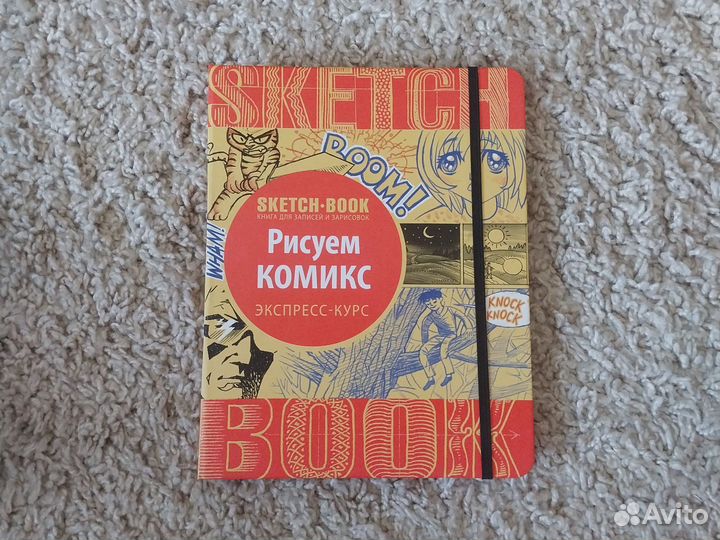 SKETCH
BOOM!
SKETCH·BOOK
КНИГА ДЛЯ ЗАПИСЕЙ И ЗАРИСОВОК
WHAM!
Рисуем
КОМИКС
ЭКСПРЕСС-КУРС
KNOCK
KNOCK
BOOK
Avito